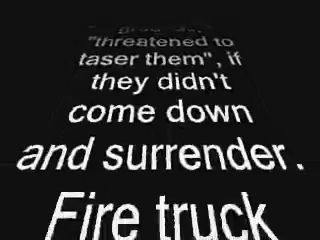 "threatened to
taser them", if
they didn't
come down
and surrender.
Fire truck